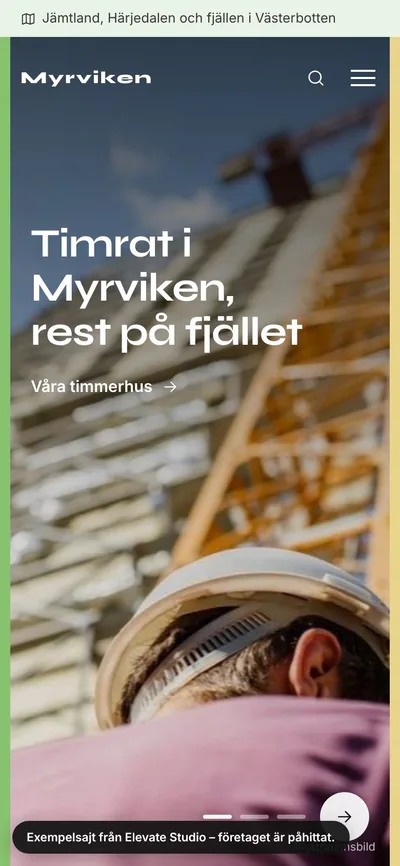 Jämtland, Härjedalen och fjällen i Västerbotten
Myrviken
Timrat i
Myrviken,
rest på fjället
Våra timmerhus
Exempelsajt från Elevate Studio – företaget är påhittat.